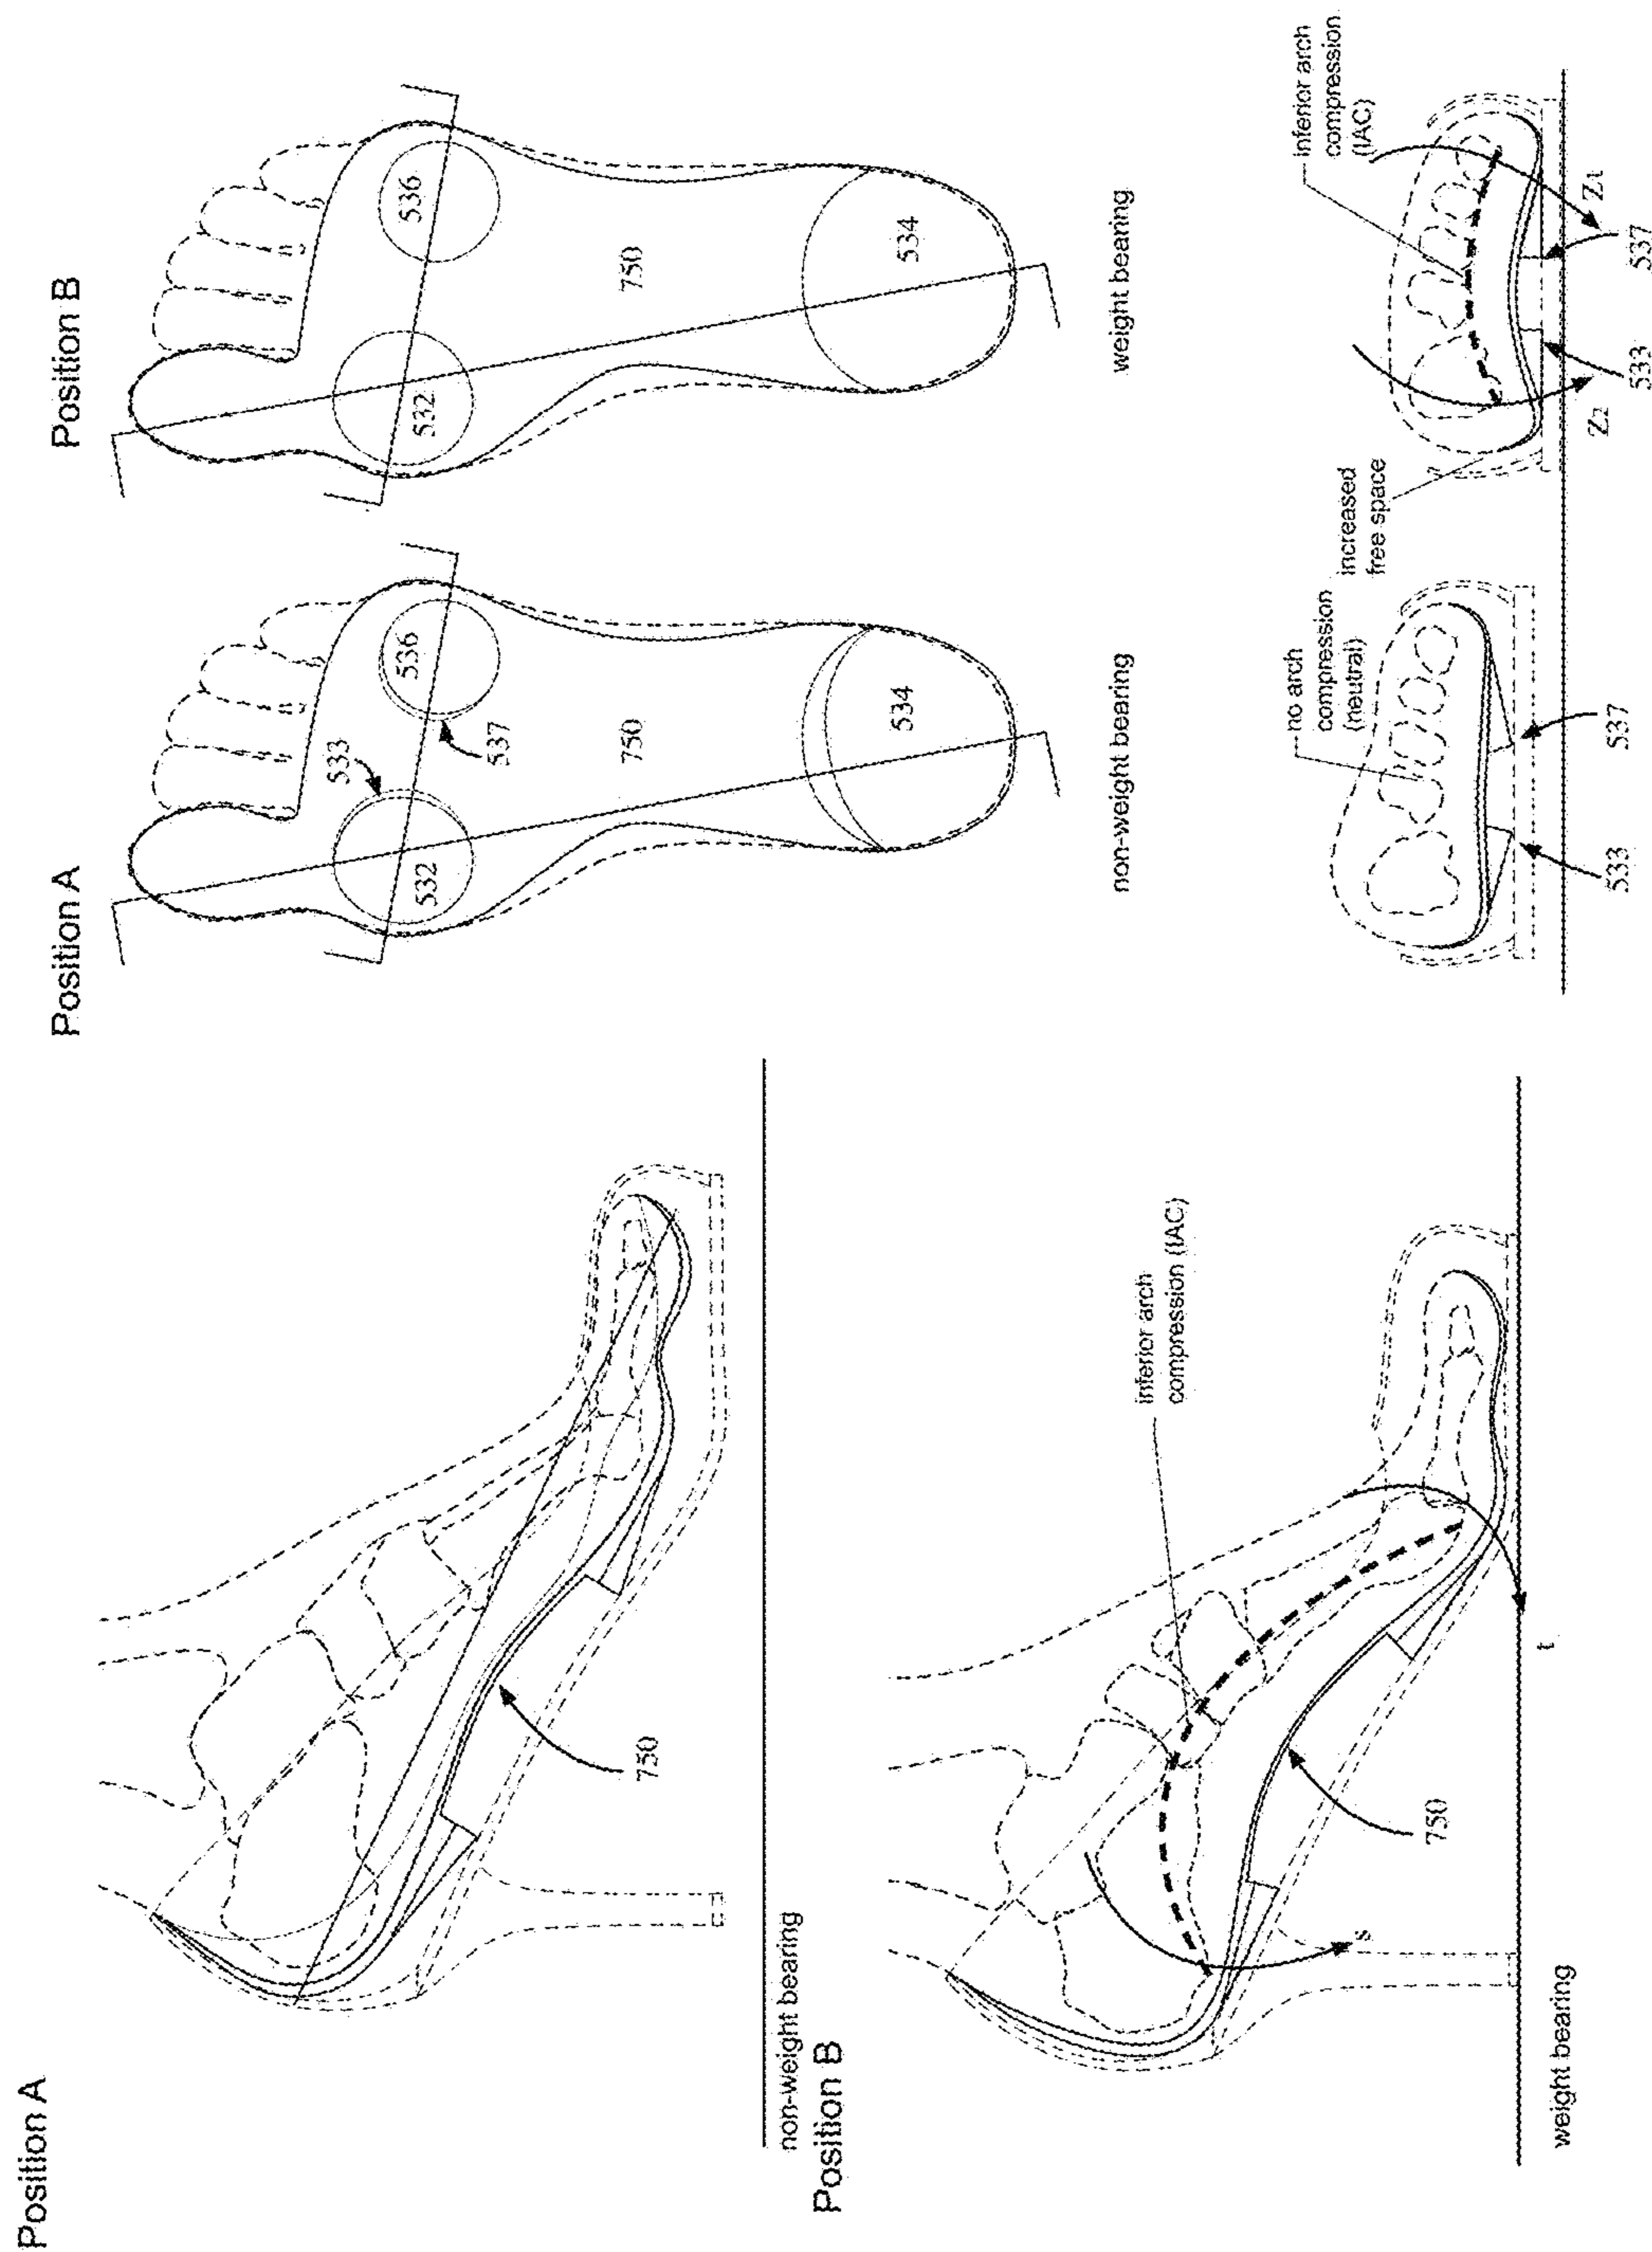 Position A
750
non-weight bearing
Position B
inferior arch
compression (IAC)
s
t
750
weight bearing
Position A
533
532
536
537
750
534
non-weight bearing
Position B
532
536
750
534
weight bearing
no arch
compression
(neutral)
533
537
increased
free space
inferior arch
compression
(IAC)
Z2
533
537
Z1